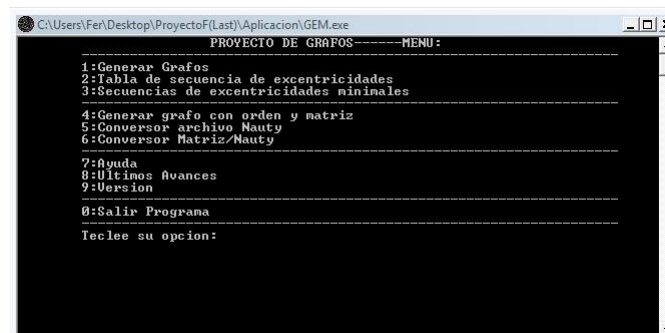 C:\Users\Fer\Desktop\ProyectoF(Last)\Aplicacion\GEM.exe
PROYECTO DE GRAFOS------MENU:
1:Generar Grafos
2:Tabla de secuencia de excentricidades
3:Secuencias de excentricidades minimales
4:Generar grafo con orden y matriz
5:Conversor archivo Nauty
6:Conversor Matriz/Nauty
7:Ayuda
8:Ultimos Avances
9:Version
0:Salir Programa
Teclee su opcion: